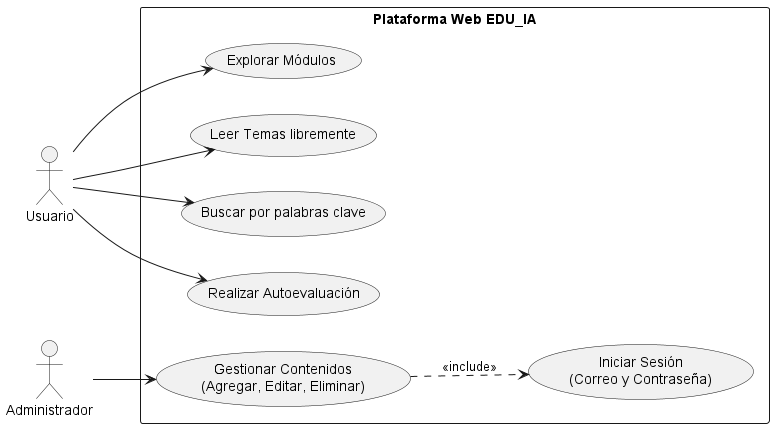 Plataforma Web EDU_IA
Explorar Módulos
Leer Temas libremente
Usuario
Buscar por palabras clave
Realizar Autoevaluación
Administrador
Gestionar Contenidos
(Agregar, Editar, Eliminar)
«include»
Iniciar Sesión
(Correo y Contraseña)